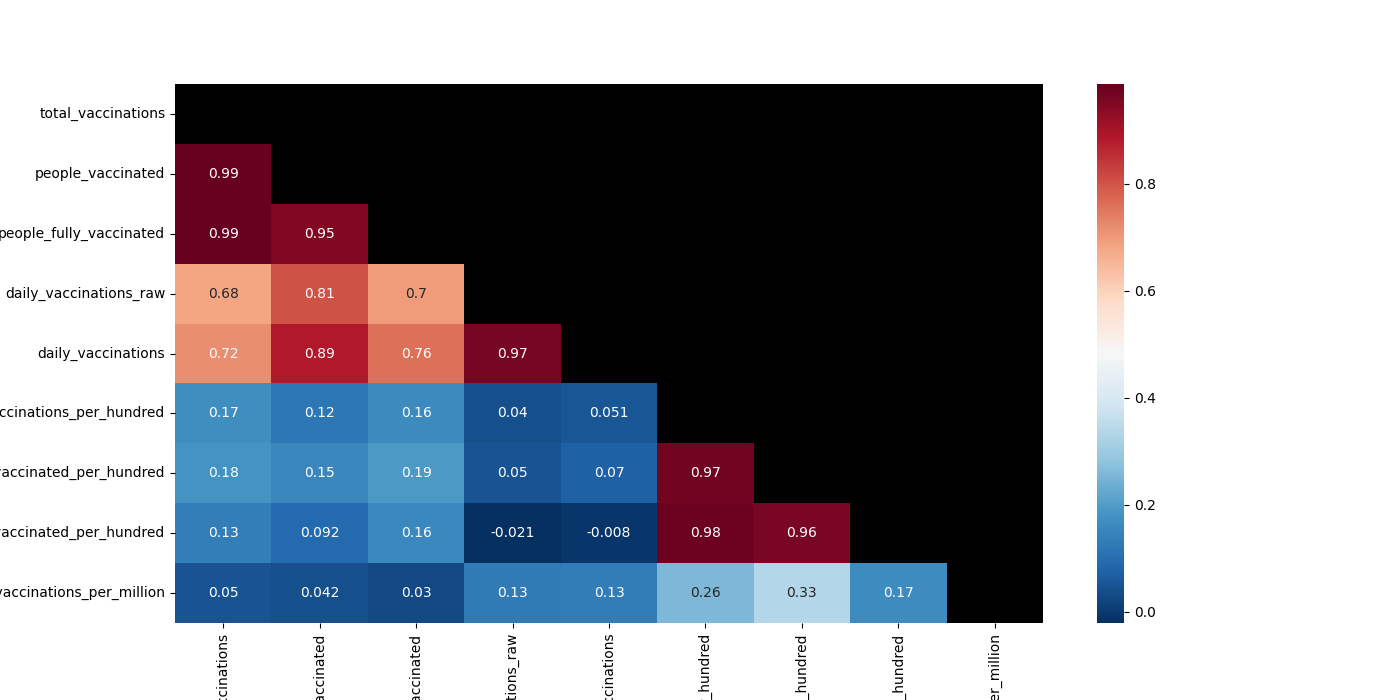 total_vaccinations
people_vaccinated
0.99
people_fully_vaccinated
0.99 0.95
daily_vaccinations_raw
0.68 0.81 0.7
daily_vaccinations
0.72 0.89 0.76 0.97
ccinations_per_hundred
0.17 0.12 0.16 0.04 0.051
vaccinated_per_hundred
0.18 0.15 0.19 0.05 0.07 0.97
accinated_per_hundred
0.13 0.092 0.16 -0.021 -0.008 0.98 0.96
vaccinations_per_million
0.05 0.042 0.03 0.13 0.13 0.26 0.33 0.17
cinations
accinated
accinated
tions_raw
cinations
_hundred
_hundred
_hundred
er_million
0.8
0.6
0.4
0.2
0.0